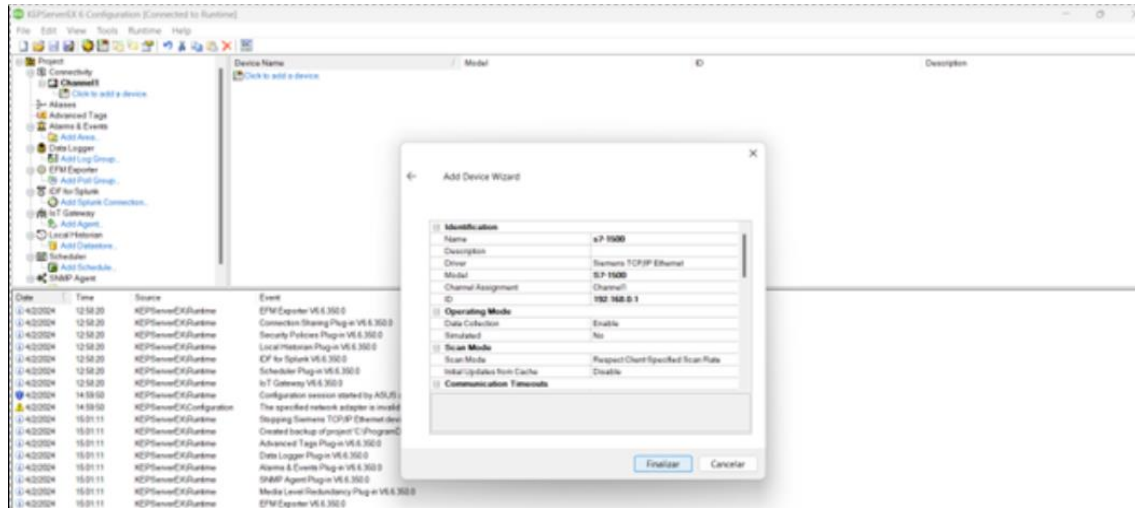 KEPServerEX 6 Configuration [Connected to Runtime]
File Edit View Tools Runtime Help
Project
Connectivity
Channel1
Click to add a device.
Aliases
Advanced Tags
Alarms & Events
Add Area...
Data Logger
Add Log Group...
EFM Exporter
Add Poll Group...
IDF for Splunk
Add Splunk Connection...
IoT Gateway
Add Agent...
Local Historian
Add Datastore...
Scheduler
Add Schedule...
SNMP Agent
Device Name Model ID Description
Click to add a device.
Add Device Wizard
Identification
Name s7-1500
Description
Driver Siemens TCP/IP Ethernet
Model S7-1500
Channel Assignment Channel1
ID 192.168.0.1
Operating Mode
Data Collection Enable
Simulated No
Scan Mode
Scan Mode Respect Client-Specified Scan Rate
Initial Updates from Cache Disable
Communication Timeouts
Finalizar Cancelar
Date Time Source Event
4/2/2024 12:58:20 KEPServerEX\Runtime EFM Exporter V6.6.350.0
4/2/2024 12:58:20 KEPServerEX\Runtime Connection Sharing Plug-in V6.6.350.0
4/2/2024 12:58:20 KEPServerEX\Runtime Security Policies Plug-in V6.6.350.0
4/2/2024 12:58:20 KEPServerEX\Runtime Local Historian Plug-in V6.6.350.0
4/2/2024 12:58:20 KEPServerEX\Runtime IDF for Splunk V6.6.350.0
4/2/2024 12:58:20 KEPServerEX\Runtime Scheduler Plug-in V6.6.350.0
4/2/2024 12:58:20 KEPServerEX\Runtime IoT Gateway V6.6.350.0
4/2/2024 14:59:50 KEPServerEX\Runtime Configuration session started by ASUS
4/2/2024 14:59:50 KEPServerEX\Configuration The specified network adapter is invalid
4/2/2024 15:01:11 KEPServerEX\Runtime Stopping Siemens TCP/IP Ethernet
4/2/2024 15:01:11 KEPServerEX\Runtime Created backup of project 'C:\Program
4/2/2024 15:01:11 KEPServerEX\Runtime Advanced Tags Plug-in V6.6.350.0
4/2/2024 15:01:11 KEPServerEX\Runtime Data Logger Plug-in V6.6.350.0
4/2/2024 15:01:11 KEPServerEX\Runtime Alarms & Events Plug-in V6.6.350.0
4/2/2024 15:01:11 KEPServerEX\Runtime SNMP Agent Plug-in V6.6.350.0
4/2/2024 15:01:11 KEPServerEX\Runtime Media Level Redundancy Plug-in V6.6.350.0
4/2/2024 15:01:11 KEPServerEX\Runtime EFM Exporter V6.6.350.0